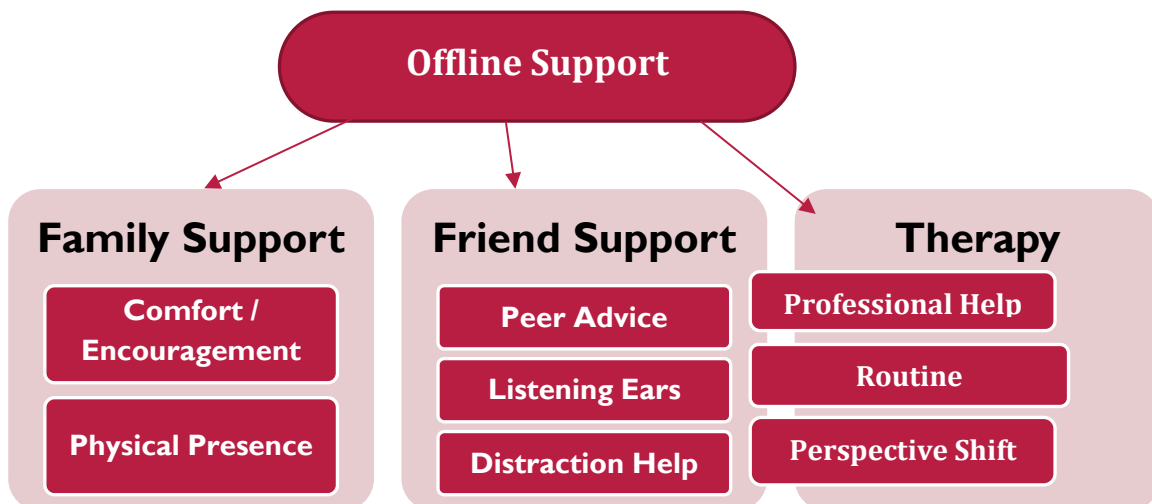 Offline Support
Family Support
Comfort /
Encouragement
Physical Presence
Friend Support
Peer Advice
Listening Ears
Distraction Help
Therapy
Professional Help
Routine
Perspective Shift